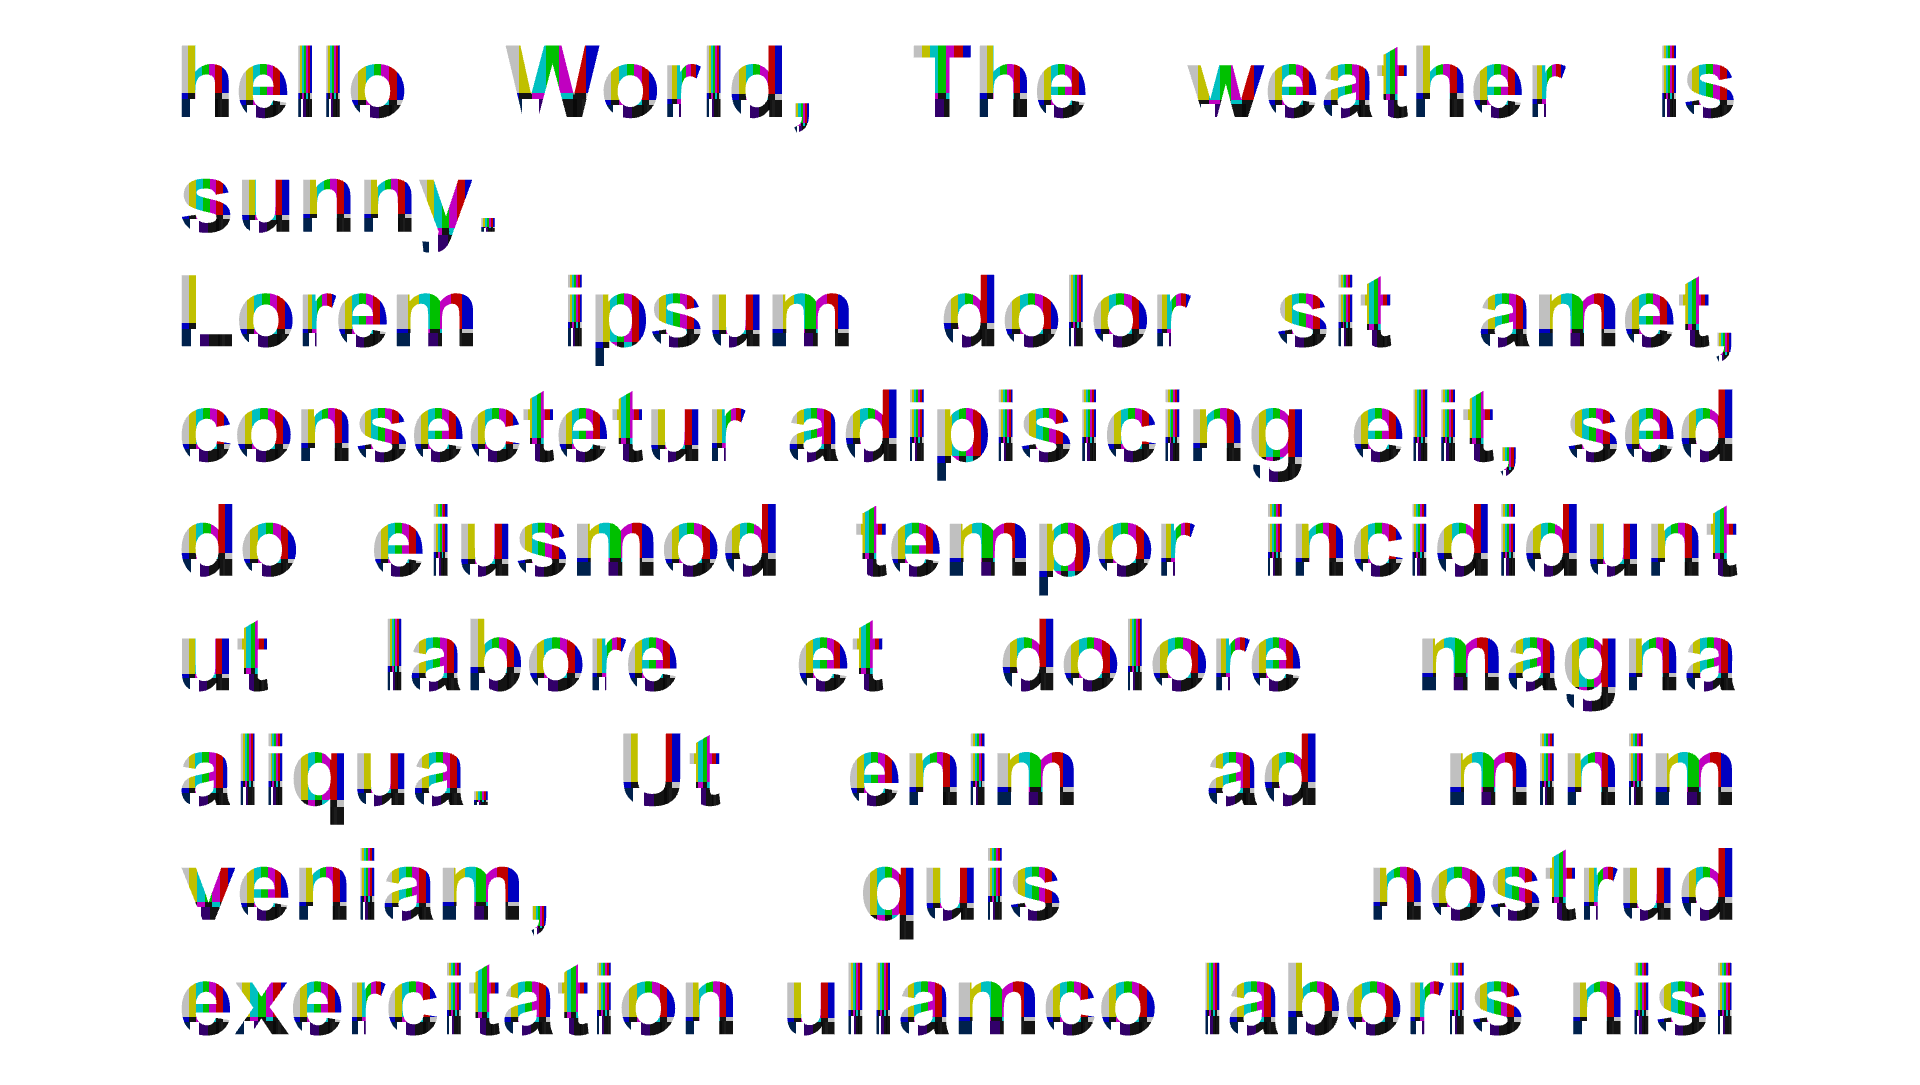 hello World, The weather is
sunny.
Lorem ipsum dolor sit amet,
consectetur adipisicing elit, sed
do eiusmod tempor incididunt
ut labore et dolore magna
aliqua. Ut enim ad minim
veniam, quis nostrud
exercitation ullamco laboris nisi